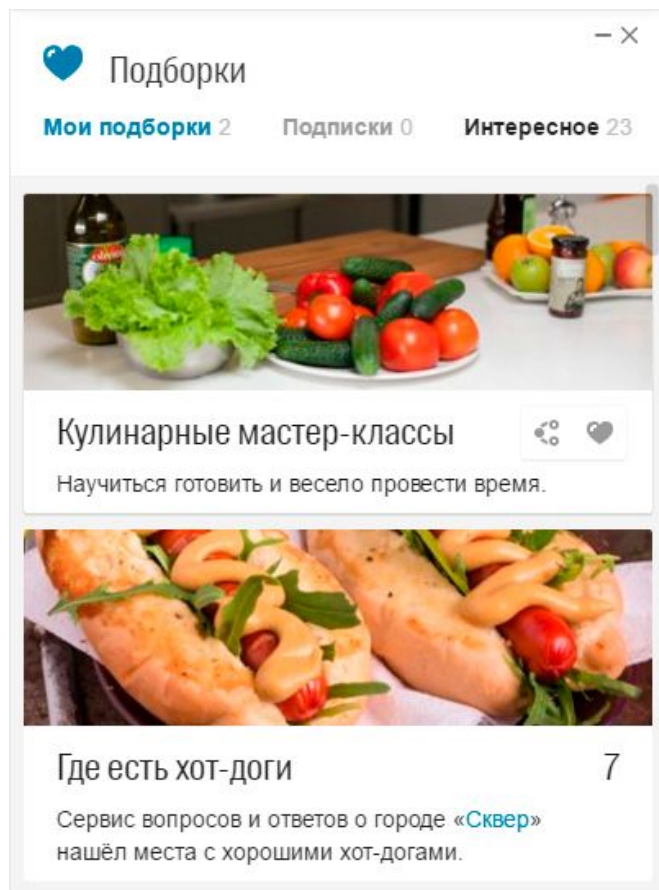 Подборки
Мои подборки 2 Подписки 0 Интересное 23
Кулинарные мастер-классы
Научиться готовить и весело провести время.
Где есть хот-доги 7
Сервис вопросов и ответов о городе «Сквер»
нашёл места с хорошими хот-догами.